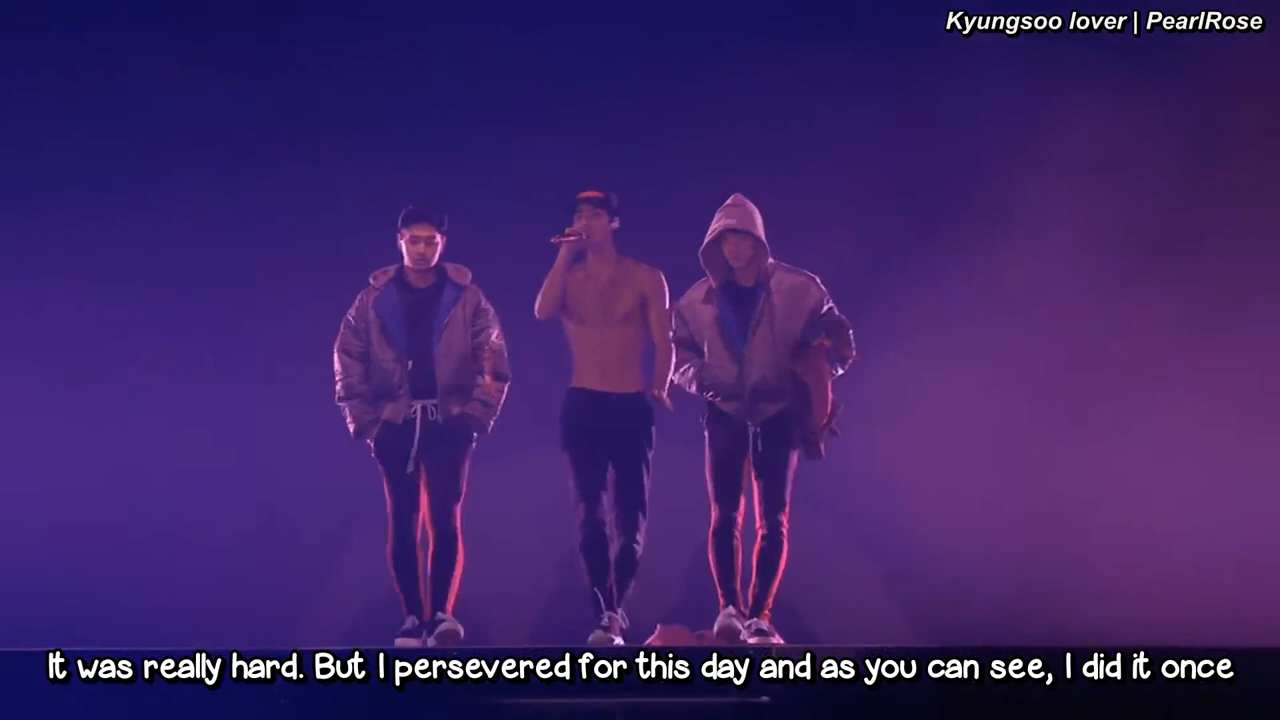 Kyungsoo lover | PearlRose
It was really hard. But I persevered for this day and as you can see, I did it once